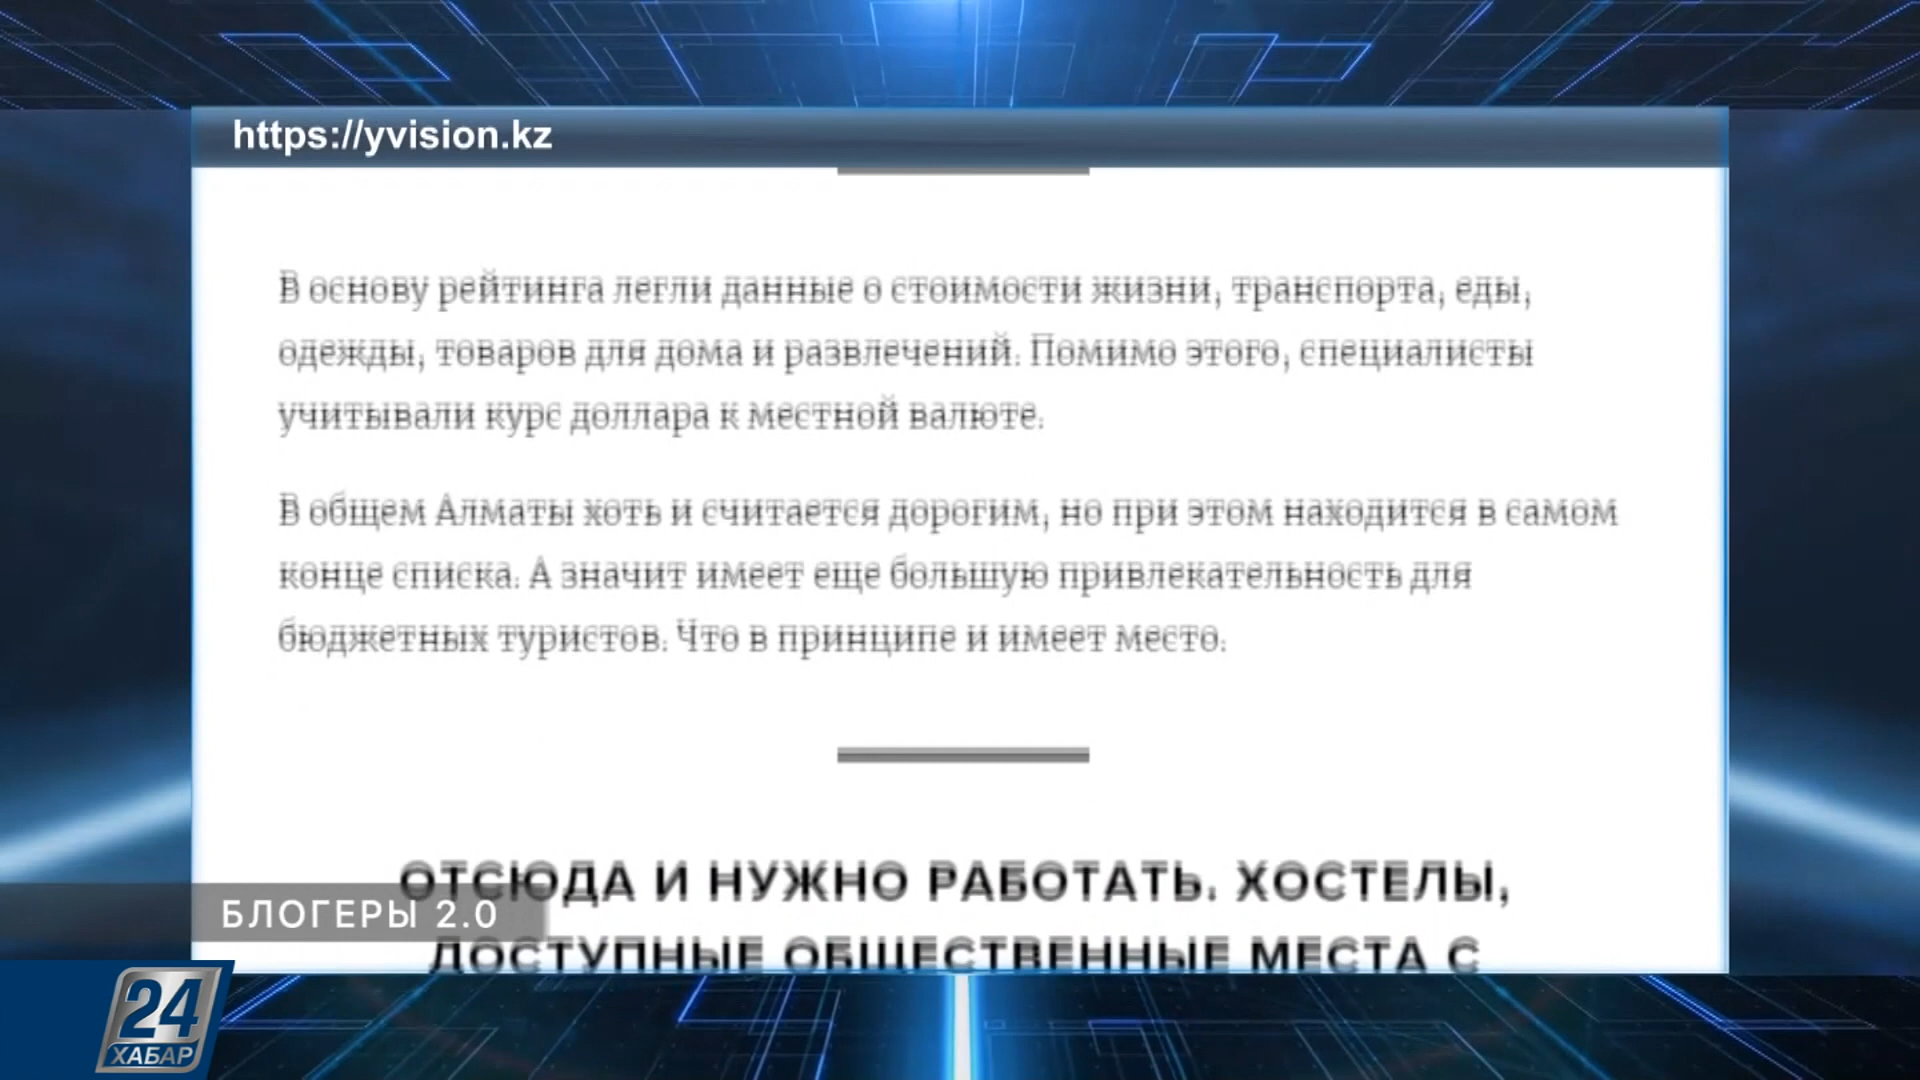 https://yvision.kz
В основу рейтинга легли данные о стоимости жизни, транспорта, еды,
одежды, товаров для дома и развлечений. Помимо этого, специалисты
учитывали курс доллара к местной валюте.
В общем Алматы хоть и считается дорогим, но при этом находится в самом
конце списка. А значит имеет еще большую привлекательность для
бюджетных туристов. Что в принципе и имеет место.
ОТСЮДА И НУЖНО РАБОТАТЬ. ХОСТЕЛЫ,
ДОСТУПНЫЕ ОБЩЕСТВЕННЫЕ МЕСТА С
БЛОГЕРЫ 2.0
24
ХАБАР